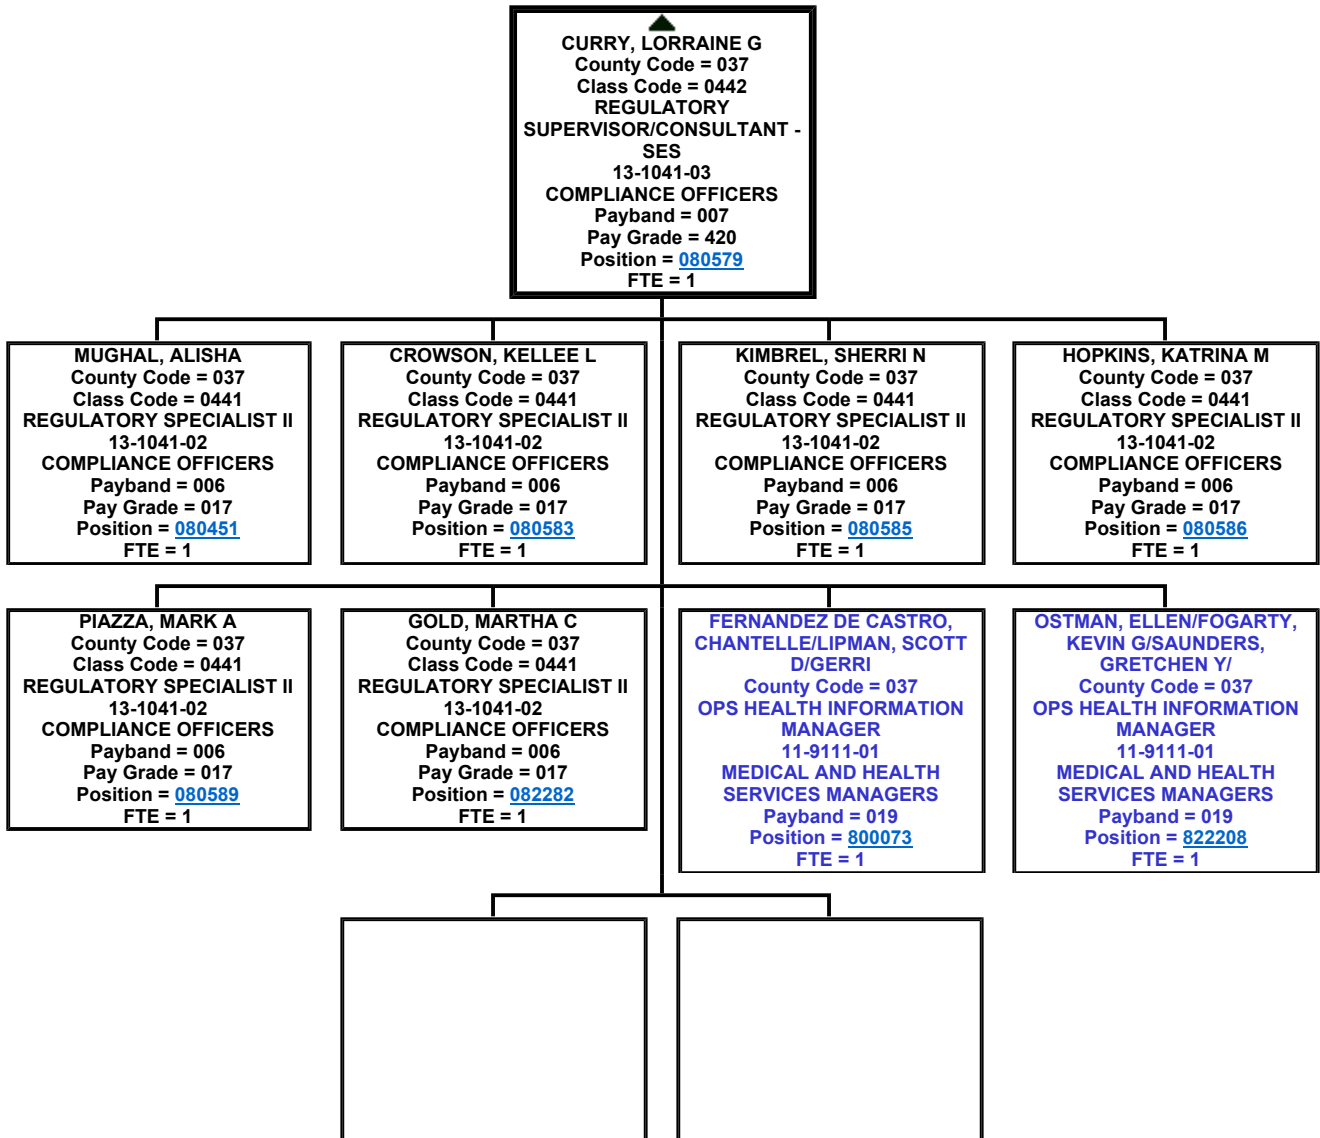 CURRY, LORRAINE G
County Code = 037
Class Code = 0442
REGULATORY
SUPERVISOR/CONSULTANT -
SES
13-1041-03
COMPLIANCE OFFICERS
Payband = 007
Pay Grade = 420
Position = 080579
FTE = 1
MUGHAL, ALISHA
County Code = 037
Class Code = 0441
REGULATORY SPECIALIST II
13-1041-02
COMPLIANCE OFFICERS
Payband = 006
Pay Grade = 017
Position = 080451
FTE = 1
CROWSON, KELLEE L
County Code = 037
Class Code = 0441
REGULATORY SPECIALIST II
13-1041-02
COMPLIANCE OFFICERS
Payband = 006
Pay Grade = 017
Position = 080583
FTE = 1
KIMBREL, SHERRI N
County Code = 037
Class Code = 0441
REGULATORY SPECIALIST II
13-1041-02
COMPLIANCE OFFICERS
Payband = 006
Pay Grade = 017
Position = 080585
FTE = 1
HOPKINS, KATRINA M
County Code = 037
Class Code = 0441
REGULATORY SPECIALIST II
13-1041-02
COMPLIANCE OFFICERS
Payband = 006
Pay Grade = 017
Position = 080586
FTE = 1
PIAZZA, MARK A
County Code = 037
Class Code = 0441
REGULATORY SPECIALIST II
13-1041-02
COMPLIANCE OFFICERS
Payband = 006
Pay Grade = 017
Position = 080589
FTE = 1
GOLD, MARTHA C
County Code = 037
Class Code = 0441
REGULATORY SPECIALIST II
13-1041-02
COMPLIANCE OFFICERS
Payband = 006
Pay Grade = 017
Position = 082282
FTE = 1
FERNANDEZ DE CASTRO,
CHANTELLE/LIPMAN, SCOTT
D/GERRI
County Code = 037
OPS HEALTH INFORMATION
MANAGER
11-9111-01
MEDICAL AND HEALTH
SERVICES MANAGERS
Payband = 019
Position = 800073
FTE = 1
OSTMAN, ELLEN/FOGARTY,
KEVIN G/SAUNDERS,
GRETCHEN Y/
County Code = 037
OPS HEALTH INFORMATION
MANAGER
11-9111-01
MEDICAL AND HEALTH
SERVICES MANAGERS
Payband = 019
Position = 822208
FTE = 1